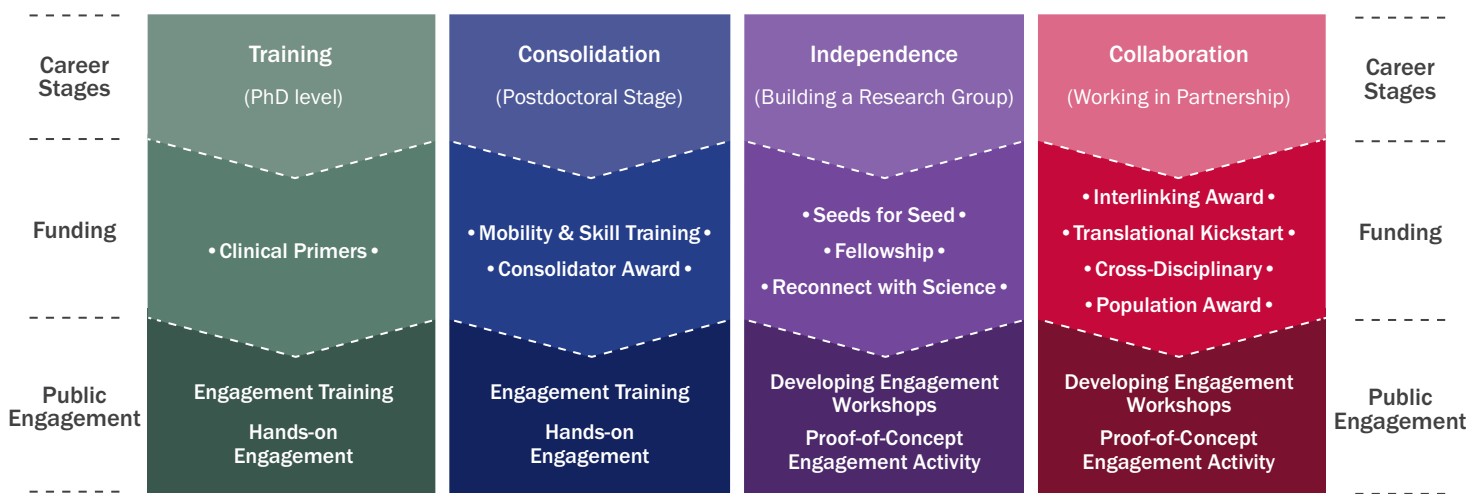 Career
Stages
Training
(PhD level)
Consolidation
(Postdoctoral Stage)
Independence
(Building a Research Group)
Collaboration
(Working in Partnership)
Career
Stages
Funding
• Clinical Primers •
• Mobility & Skill Training •
• Consolidator Award •
• Seeds for Seed •
• Fellowship •
• Reconnect with Science •
• Interlinking Award •
• Translational Kickstart •
• Cross-Disciplinary •
• Population Award •
Funding
Public
Engagement
Engagement Training
Hands-on
Engagement
Engagement Training
Hands-on
Engagement
Developing Engagement
Workshops
Proof-of-Concept
Engagement Activity
Developing Engagement
Workshops
Proof-of-Concept
Engagement Activity
Public
Engagement